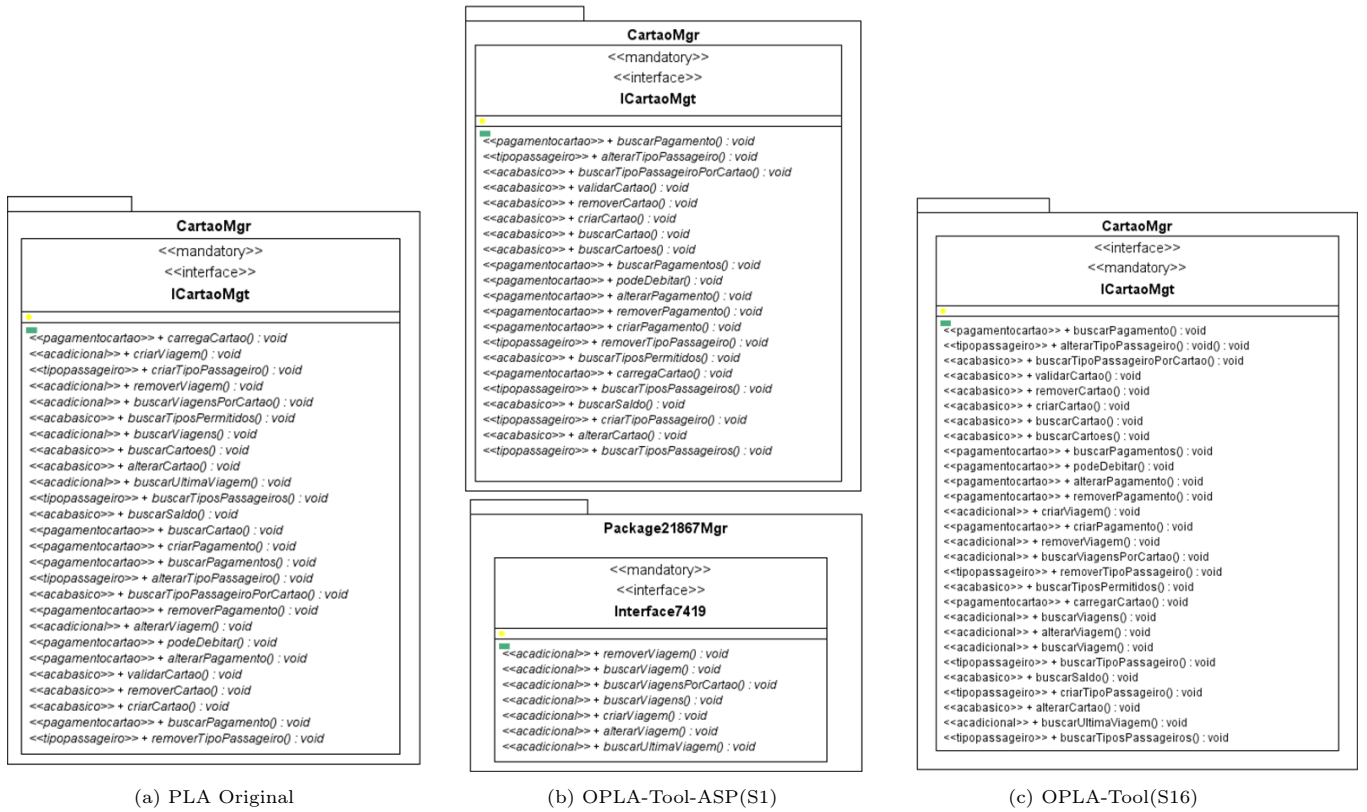 CartaoMgr
<<mandatory>>
<<interface>>
ICartaoMgt
<<pagamentocartao>> + carregaCartao() : void
<<acadicional>> + criarViagem() : void
<<tipopassageiro>> + criarTipoPassageiro() : void
<<acadicional>> + removerViagem() : void
<<acadicional>> + buscarViagensPorCartao() : void
<<acabasico>> + buscarTiposPermitidos() : void
<<acadicional>> + buscarViagens() : void
<<acabasico>> + buscarCartoes() : void
<<acabasico>> + alterarCartao() : void
<<acadicional>> + buscarUltimaViagem() : void
<<tipopassageiro>> + buscarTiposPassageiros() : void
<<acabasico>> + buscarSaldo() : void
<<pagamentocartao>> + buscarCartao() : void
<<pagamentocartao>> + criarPagamento() : void
<<pagamentocartao>> + buscarPagamentos() : void
<<tipopassageiro>> + alterarTipoPassageiro() : void
<<acabasico>> + buscarTipoPassageiroPorCartao() : void
<<pagamentocartao>> + removerPagamento() : void
<<acadicional>> + alterarViagem() : void
<<pagamentocartao>> + podeDebitar() : void
<<pagamentocartao>> + alterarPagamento() : void
<<acabasico>> + validarCartao() : void
<<acabasico>> + removerCartao() : void
<<acabasico>> + criarCartao() : void
<<pagamentocartao>> + buscarPagamento() : void
<<tipopassageiro>> + removerTipoPassageiro() : void
(a) PLA Original
CartaoMgr
<<mandatory>>
<<interface>>
ICartaoMgt
<<pagamentocartao>> + buscarPagamento() : void
<<tipopassageiro>> + alterarTipoPassageiro() : void
<<acabasico>> + buscarTipoPassageiroPorCartao() : void
<<acabasico>> + validarCartao() : void
<<acabasico>> + removerCartao() : void
<<acabasico>> + criarCartao() : void
<<acabasico>> + buscarCartao() : void
<<acabasico>> + buscarCartoes() : void
<<pagamentocartao>> + buscarPagamentos() : void
<<pagamentocartao>> + podeDebitar() : void
<<pagamentocartao>> + alterarPagamento() : void
<<pagamentocartao>> + removerPagamento() : void
<<pagamentocartao>> + criarPagamento() : void
<<tipopassageiro>> + removerTipoPassageiro() : void
<<acabasico>> + buscarTiposPermitidos() : void
<<pagamentocartao>> + carregaCartao() : void
<<tipopassageiro>> + buscarTiposPassageiros() : void
<<acabasico>> + buscarSaldo() : void
<<tipopassageiro>> + criarTipoPassageiro() : void
<<acabasico>> + alterarCartao() : void
<<tipopassageiro>> + buscarTiposPassageiros() : void
Package21867Mgr
<<mandatory>>
<<interface>>
Interface7419
<<acadicional>> + removerViagem() : void
<<acadicional>> + buscarViagem() : void
<<acadicional>> + buscarViagensPorCartao() : void
<<acadicional>> + buscarViagens() : void
<<acadicional>> + criarViagem() : void
<<acadicional>> + alterarViagem() : void
<<acadicional>> + buscarUltimaViagem() : void
(b) OPLA-Tool-ASP(S1)
CartaoMgr
<<interface>>
<<mandatory>>
ICartaoMgt
<<pagamentocartao>> + buscarPagamento() : void
<<tipopassageiro>> + alterarTipoPassageiro() : void() : void
<<acabasico>> + buscarTipoPassageiroPorCartao() : void
<<acabasico>> + validarCartao() : void
<<acabasico>> + removerCartao() : void
<<acabasico>> + criarCartao() : void
<<acabasico>> + buscarCartao() : void
<<acabasico>> + buscarCartoes() : void
<<pagamentocartao>> + buscarPagamentos() : void
<<pagamentocartao>> + podeDebitar() : void
<<pagamentocartao>> + alterarPagamento() : void
<<pagamentocartao>> + removerPagamento() : void
<<acadicional>> + criarViagem() : void
<<pagamentocartao>> + criarPagamento() : void
<<acadicional>> + removerViagem() : void
<<acadicional>> + buscarViagensPorCartao() : void
<<tipopassageiro>> + removerTipoPassageiro() : void
<<acabasico>> + buscarTiposPermitidos() : void
<<pagamentocartao>> + carregarCartao() : void
<<acadicional>> + buscarViagens() : void
<<acadicional>> + alterarViagem() : void
<<acadicional>> + buscarViagem() : void
<<tipopassageiro>> + buscarTipoPassageiro() : void
<<acabasico>> + buscarSaldo() : void
<<tipopassageiro>> + criarTipoPassageiro() : void
<<acabasico>> + alterarCartao() : void
<<acadicional>> + buscarUltimaViagem() : void
<<tipopassageiro>> + buscarTiposPassageiros() : void
(c) OPLA-Tool(S16)